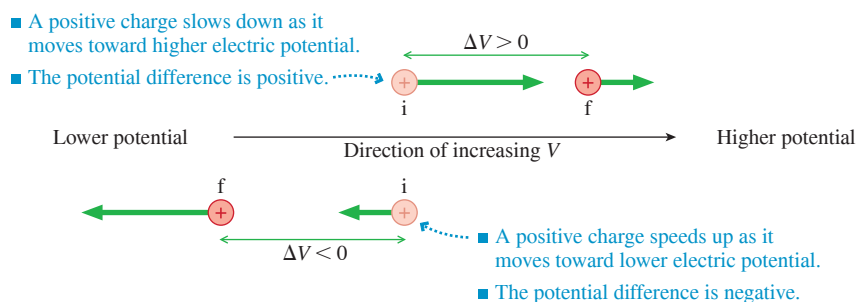 ■ A positive charge slows down as it
moves toward higher electric potential.
■ The potential difference is positive.
ΔV > 0
+ +
i f
Lower potential Direction of increasing V Higher potential
f i
+ +
ΔV < 0
■ A positive charge speeds up as it
moves toward lower electric potential.
■ The potential difference is negative.